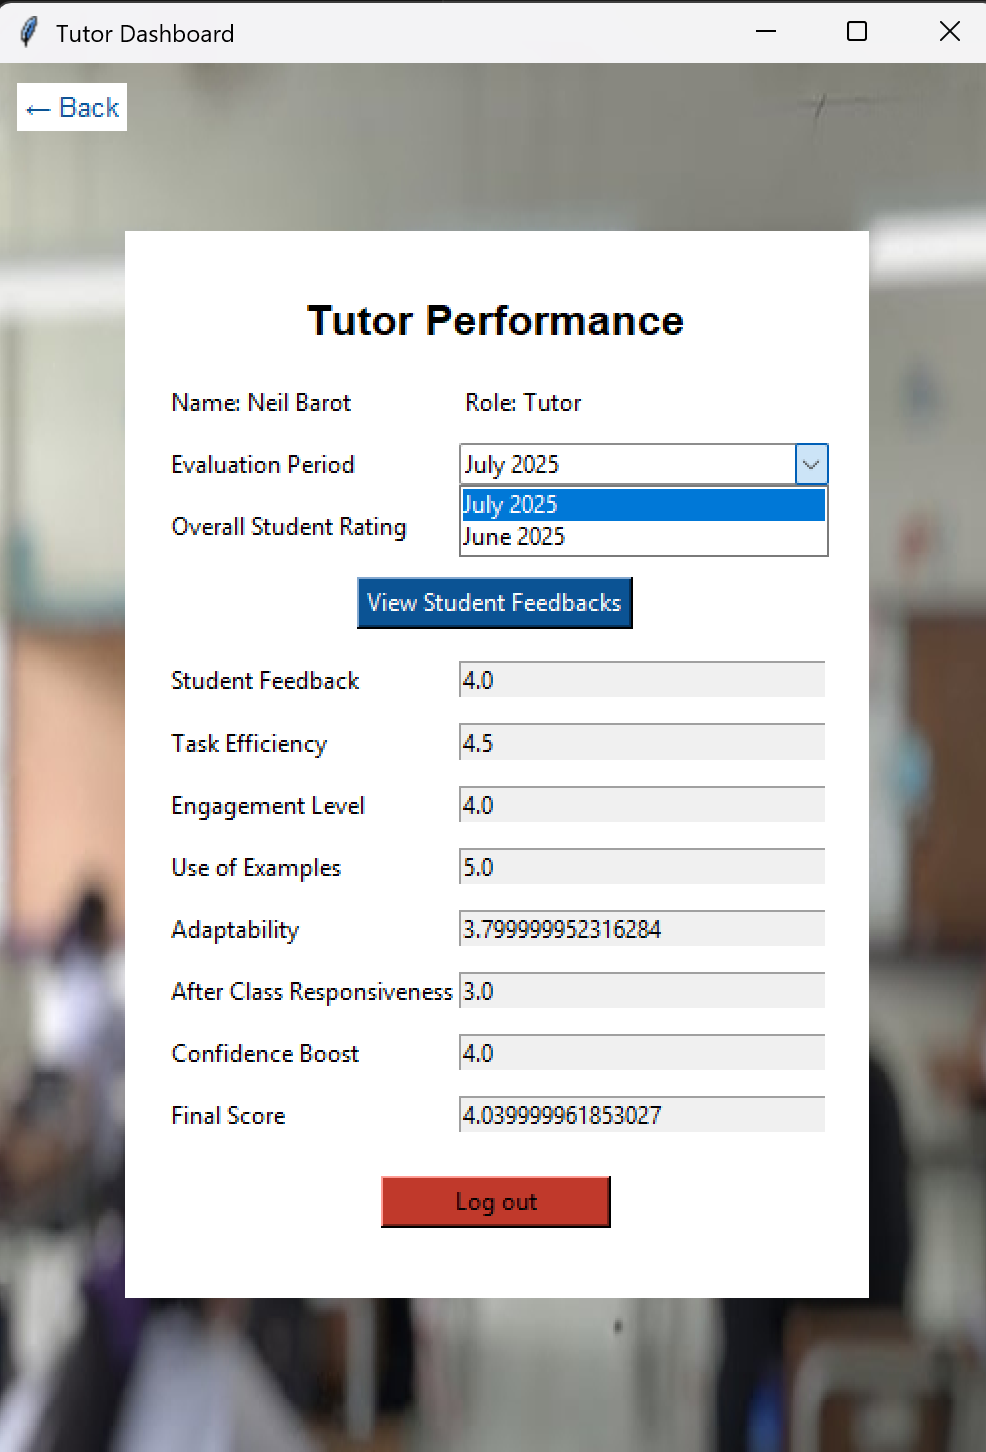 Tutor Dashboard
← Back
Tutor Performance
Name: Neil Barot Role: Tutor
Evaluation Period July 2025
July 2025
June 2025
Overall Student Rating
View Student Feedbacks
Student Feedback 4.0
Task Efficiency 4.5
Engagement Level 4.0
Use of Examples 5.0
Adaptability 3.799999952316284
After Class Responsiveness 3.0
Confidence Boost 4.0
Final Score 4.039999961853027
Log out